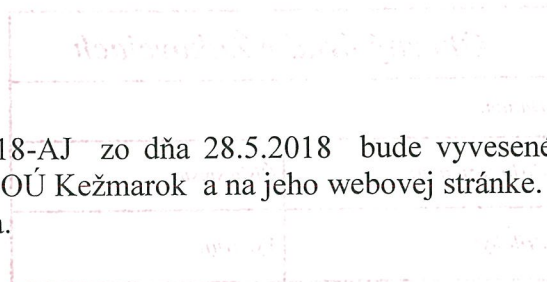 18-AJ zo dňa 28.5.2018 bude vyvesené
OÚ Kežmarok a na jeho webovej stránke.